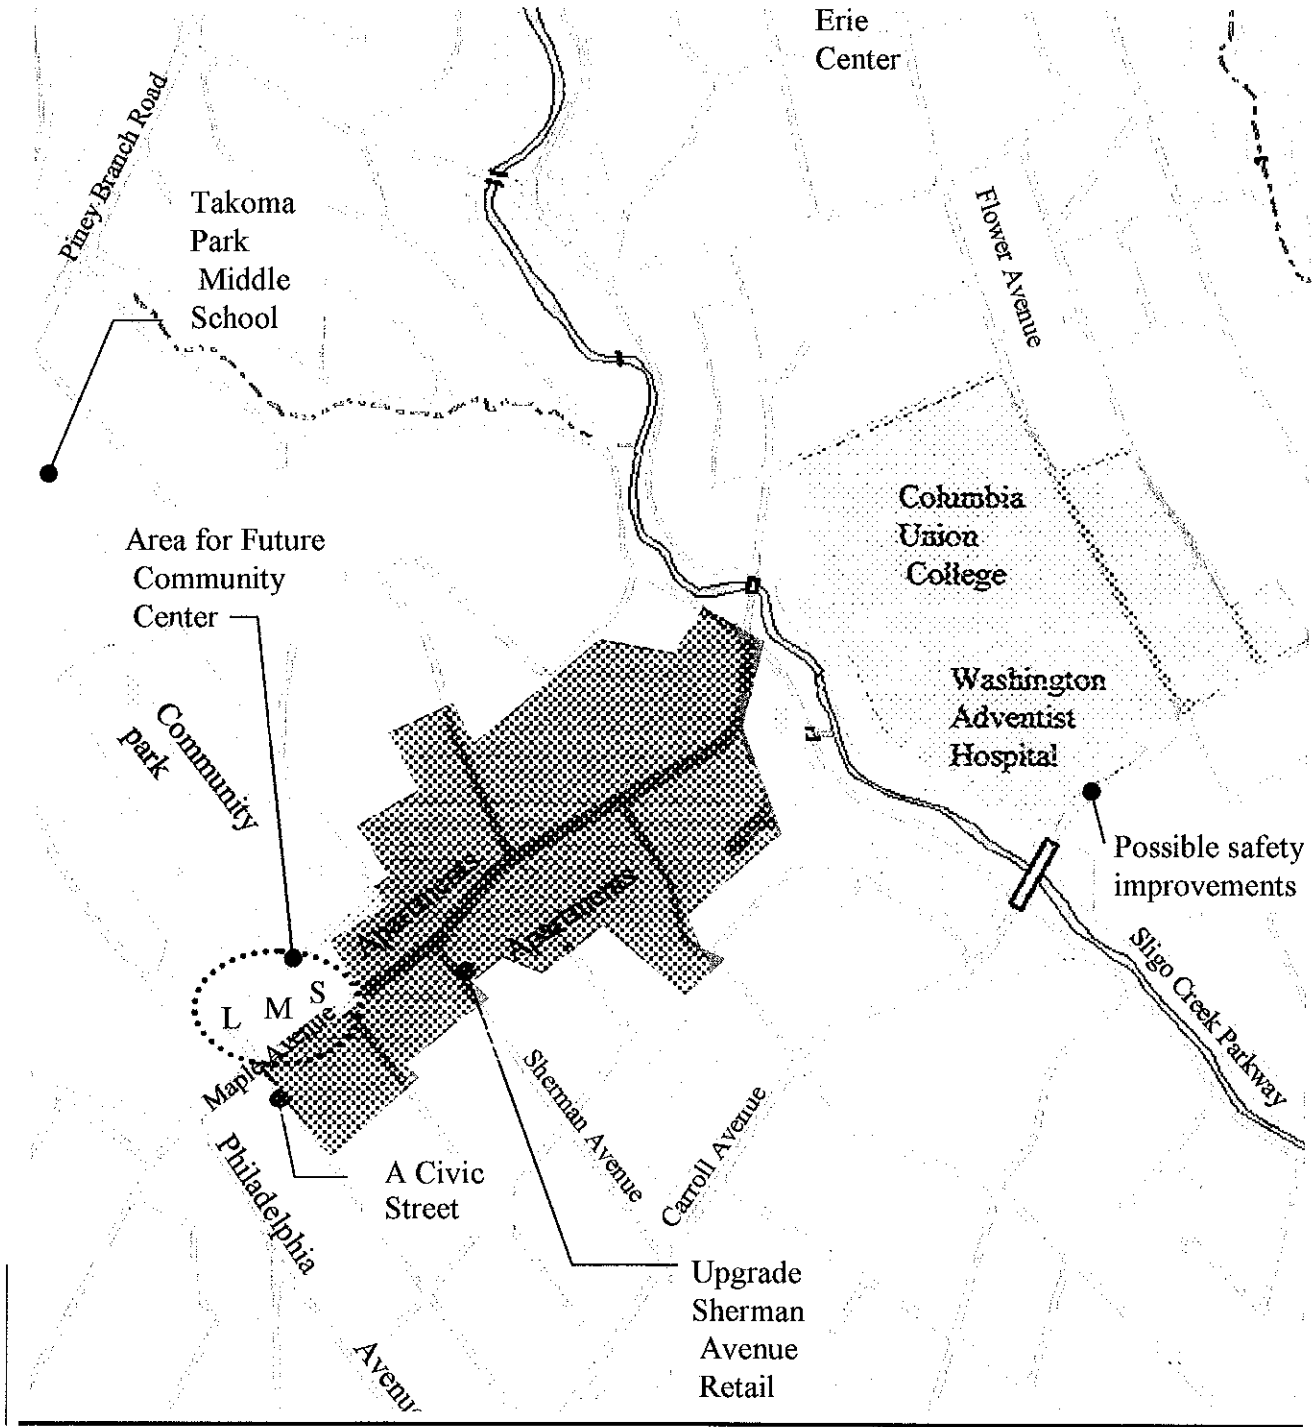 Erie
Center
Piney Branch Road
Takoma
Park
Middle
School
Flower Avenue
Columbia
Union
College
Area for Future
Community
Center
Community
park
Washington
Adventist
Hospital
Possible safety
improvements
Apartments
Apartments
Sligo Creek Parkway
L M S
Maple Avenue
Sherman Avenue
Carroll Avenue
Philadelphia
Avenue
A Civic
Street
Upgrade
Sherman
Avenue
Retail